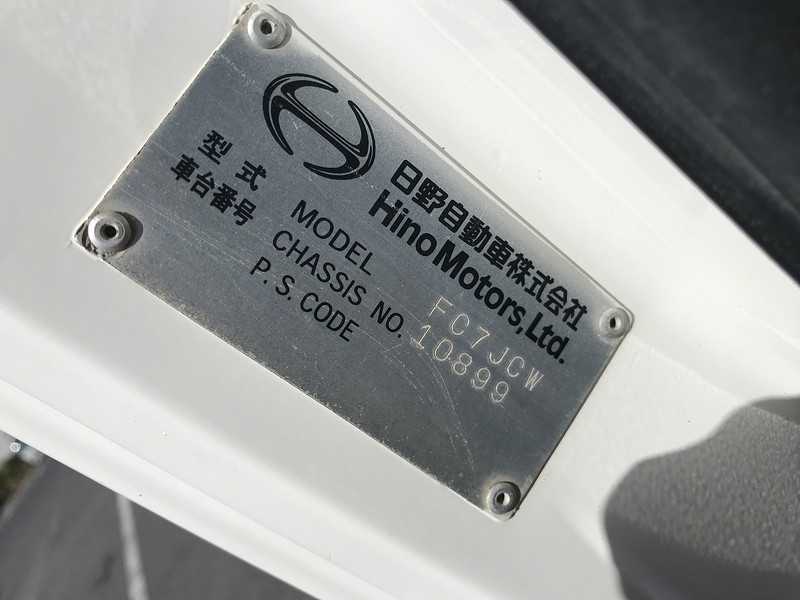 日野自動車株式会社
Hino Motors, Ltd.
型式 MODEL FC7JCW
車台番号 CHASSIS NO. 10899
P. S. CODE